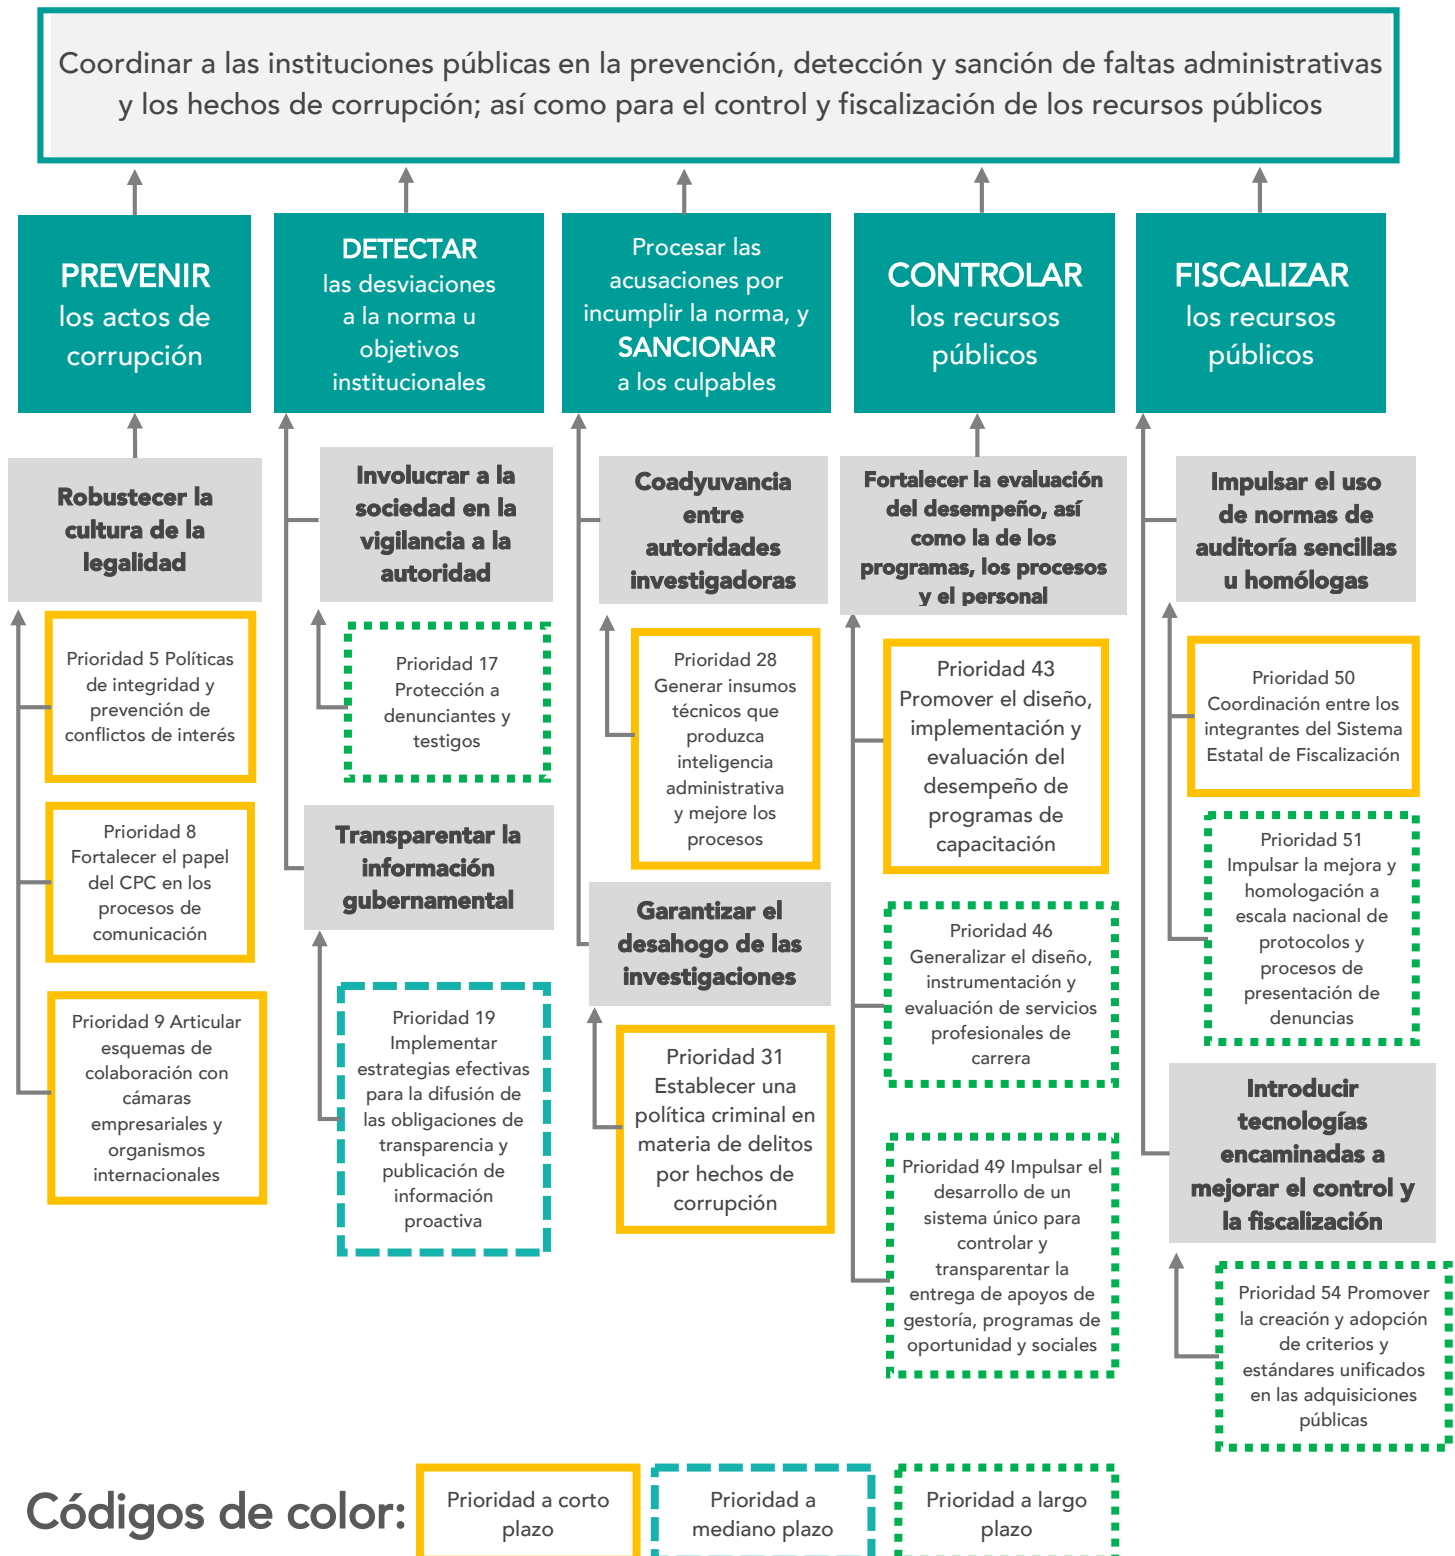 Coordinar a las instituciones públicas en la prevención, detección y sanción de faltas administrativas
y los hechos de corrupción; así como para el control y fiscalización de los recursos públicos
PREVENIR
los actos de
corrupción
DETECTAR
las desviaciones
a la norma u
objetivos
institucionales
Procesar las
acusaciones por
incumplir la norma, y
SANCIONAR
a los culpables
CONTROLAR
los recursos
públicos
FISCALIZAR
los recursos
públicos
Robustecer la
cultura de la
legalidad
Prioridad 5 Políticas
de integridad y
prevención de
conflictos de interés
Prioridad 8
Fortalecer el papel
del CPC en los
procesos de
comunicación
Prioridad 9 Articular
esquemas de
colaboración con
cámaras
empresariales y
organismos
internacionales
Involucrar a la
sociedad en la
vigilancia a la
autoridad
Prioridad 17
Protección a
denunciantes y
testigos
Transparentar la
información
gubernamental
Prioridad 19
Implementar
estrategias efectivas
para la difusión de
las obligaciones de
transparencia y
publicación de
información
proactiva
Coadyuvancia
entre
autoridades
investigadoras
Prioridad 28
Generar insumos
técnicos que
produzca
inteligencia
administrativa
y mejore los
procesos
Garantizar el
desahogo de las
investigaciones
Prioridad 31
Establecer una
política criminal en
materia de delitos
por hechos de
corrupción
Fortalecer la evaluación
del desempeño, así
como la de los
programas, los procesos
y el personal
Prioridad 43
Promover el diseño,
implementación y
evaluación del
desempeño de
programas de
capacitación
Prioridad 46
Generalizar el diseño,
instrumentación y
evaluación de servicios
profesionales de
carrera
Prioridad 49 Impulsar el
desarrollo de un
sistema único para
controlar y
transparentar la
entrega de apoyos de
gestoría, programas de
oportunidad y sociales
Impulsar el uso
de normas de
auditoría sencillas
u homólogas
Prioridad 50
Coordinación entre los
integrantes del Sistema
Estatal de Fiscalización
Prioridad 51
Impulsar la mejora y
homologación a
escala nacional de
protocolos y
procesos de
presentación de
denuncias
Introducir
tecnologías
encaminadas a
mejorar el control y
la fiscalización
Prioridad 54 Promover
la creación y adopción
de criterios y
estándares unificados
en las adquisiciones
públicas
Códigos de color:
Prioridad a corto
plazo
Prioridad a
mediano plazo
Prioridad a largo
plazo